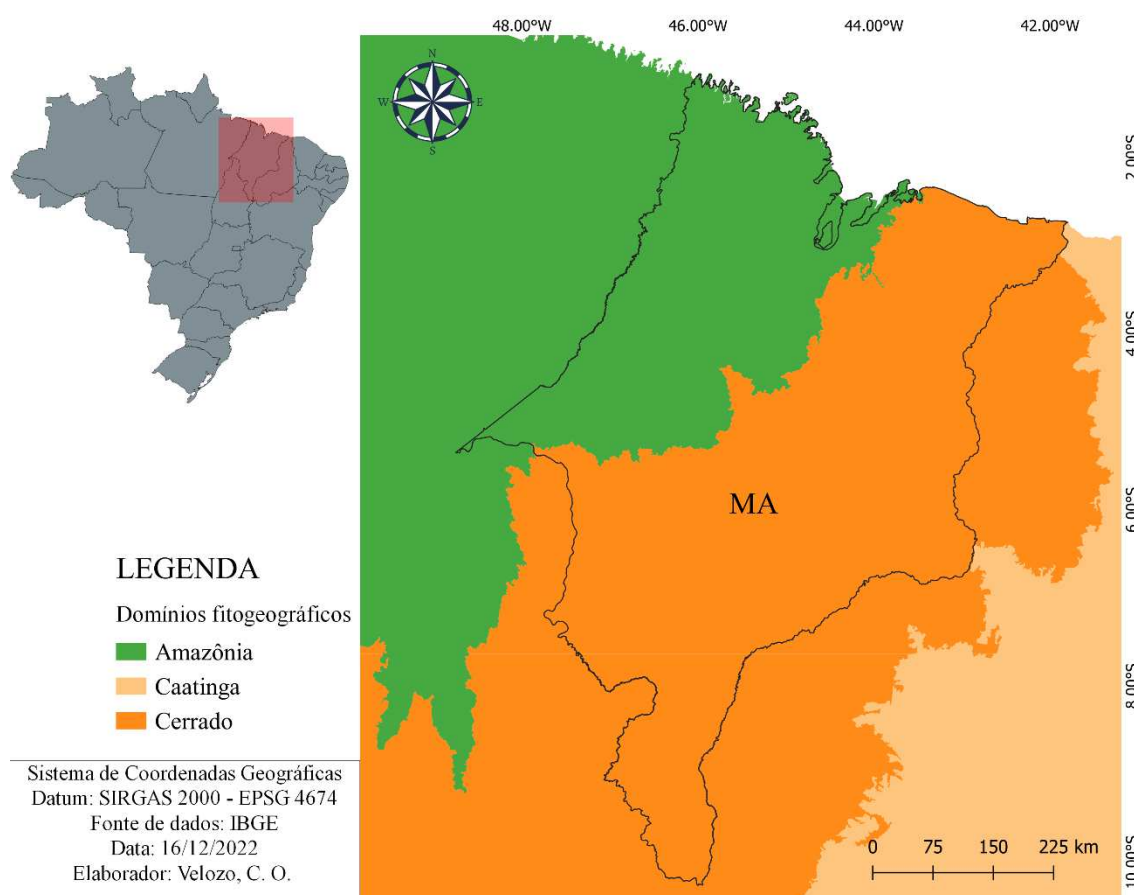 48.00°W 46.00°W 44.00°W 42.00°W
N
W E
S
2.00°S
4.00°S
6.00°S
8.00°S
10.00°S
MA
LEGENDA
Domínios fitogeográficos
Amazônia
Caatinga
Cerrado
Sistema de Coordenadas Geográficas
Datum: SIRGAS 2000 - EPSG 4674
Fonte de dados: IBGE
Data: 16/12/2022
Elaborador: Velozo, C. O.
0 75 150 225 km